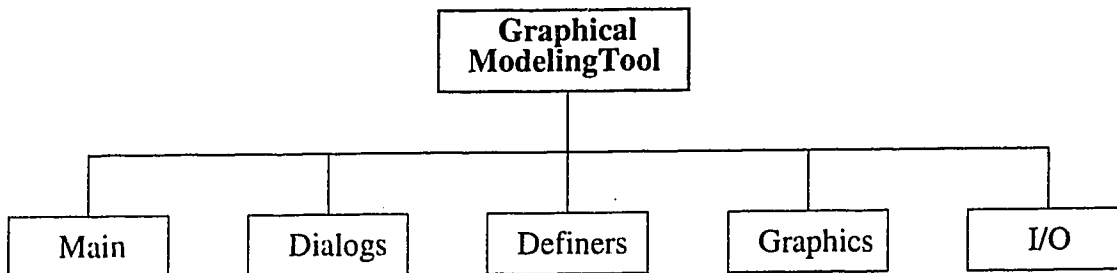 Graphical
ModelingTool
Main
Dialogs
Definers
Graphics
I/O